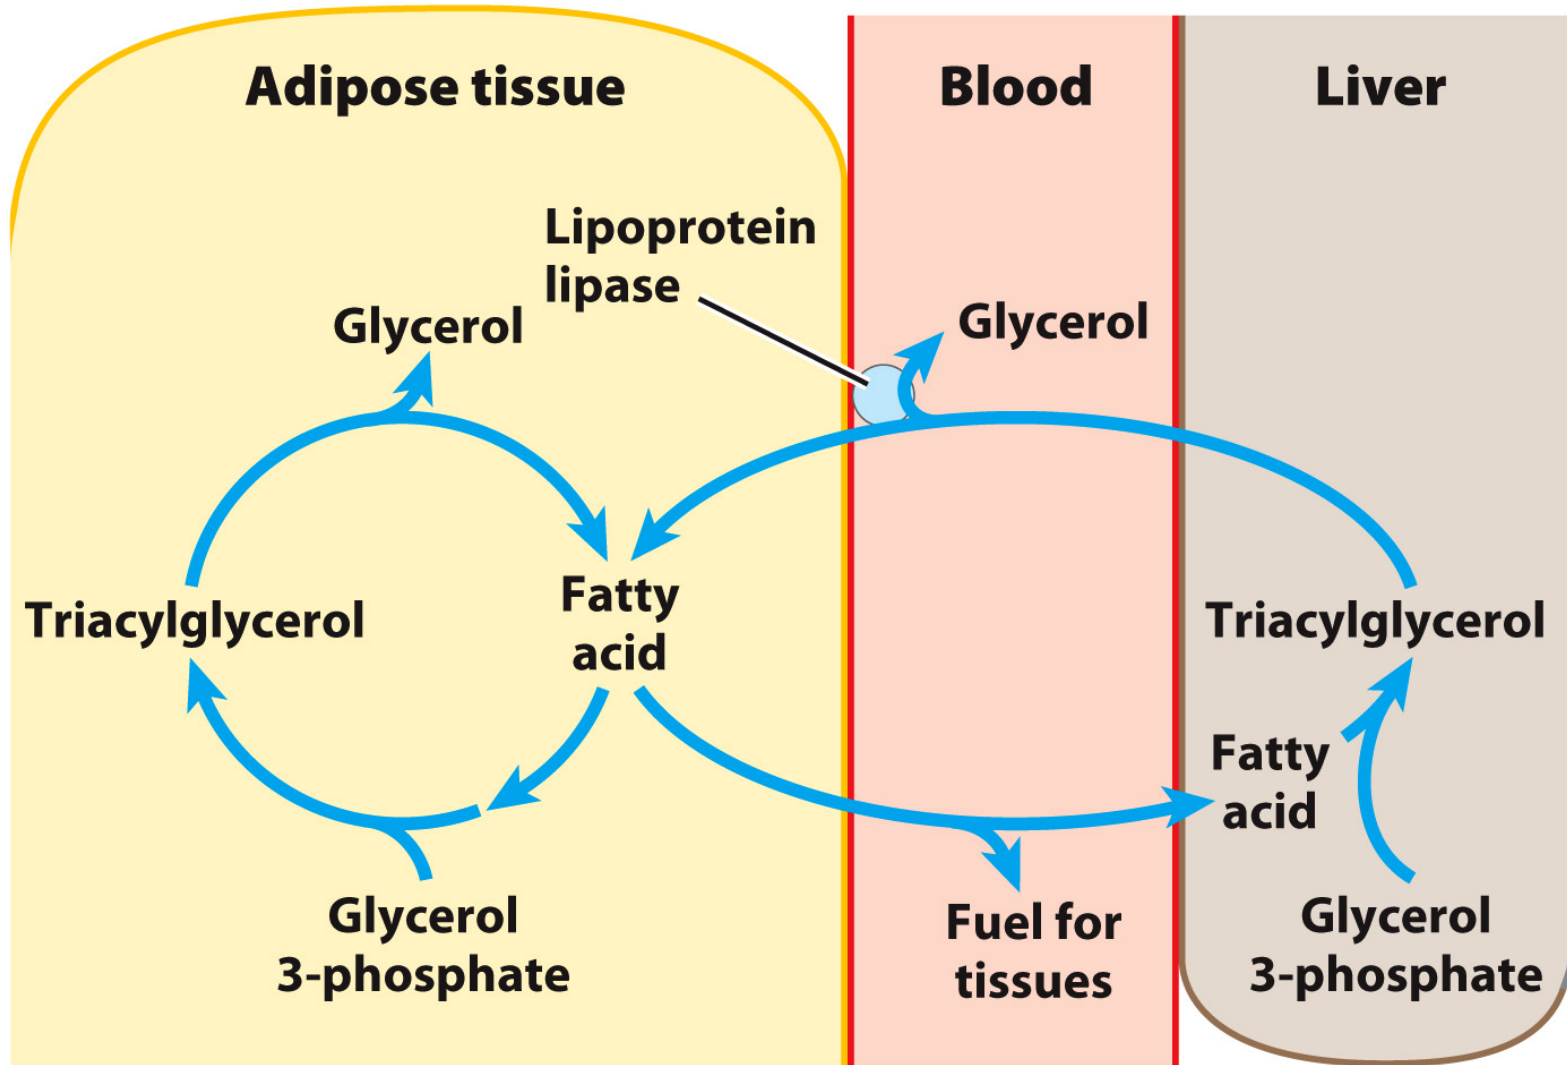 Adipose tissue
Blood
Liver
Lipoprotein
lipase
Glycerol
Glycerol
Triacylglycerol
Fatty
acid
Triacylglycerol
Fatty
acid
Glycerol
3-phosphate
Fuel for
tissues
Glycerol
3-phosphate